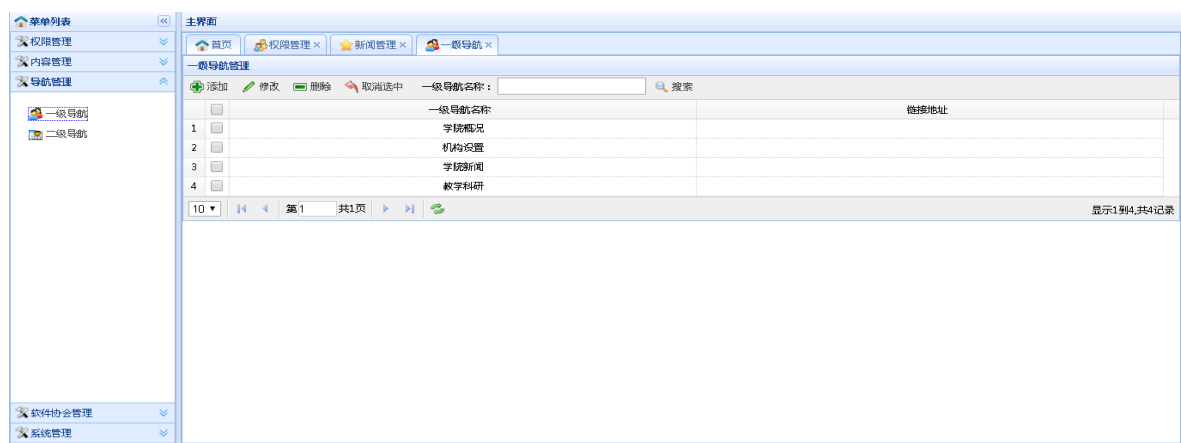 菜单列表
权限管理
内容管理
导航管理
一级导航
二级导航
软件协会管理
系统管理
主界面
首页 权限管理 新闻管理 一级导航
一级导航管理
添加 修改 删除 取消选中 一级导航名称： 搜索
一级导航名称 链接地址
1 学院概况
2 机构设置
3 学院新闻
4 教学科研
10 第1 共1页 显示1到4,共4记录